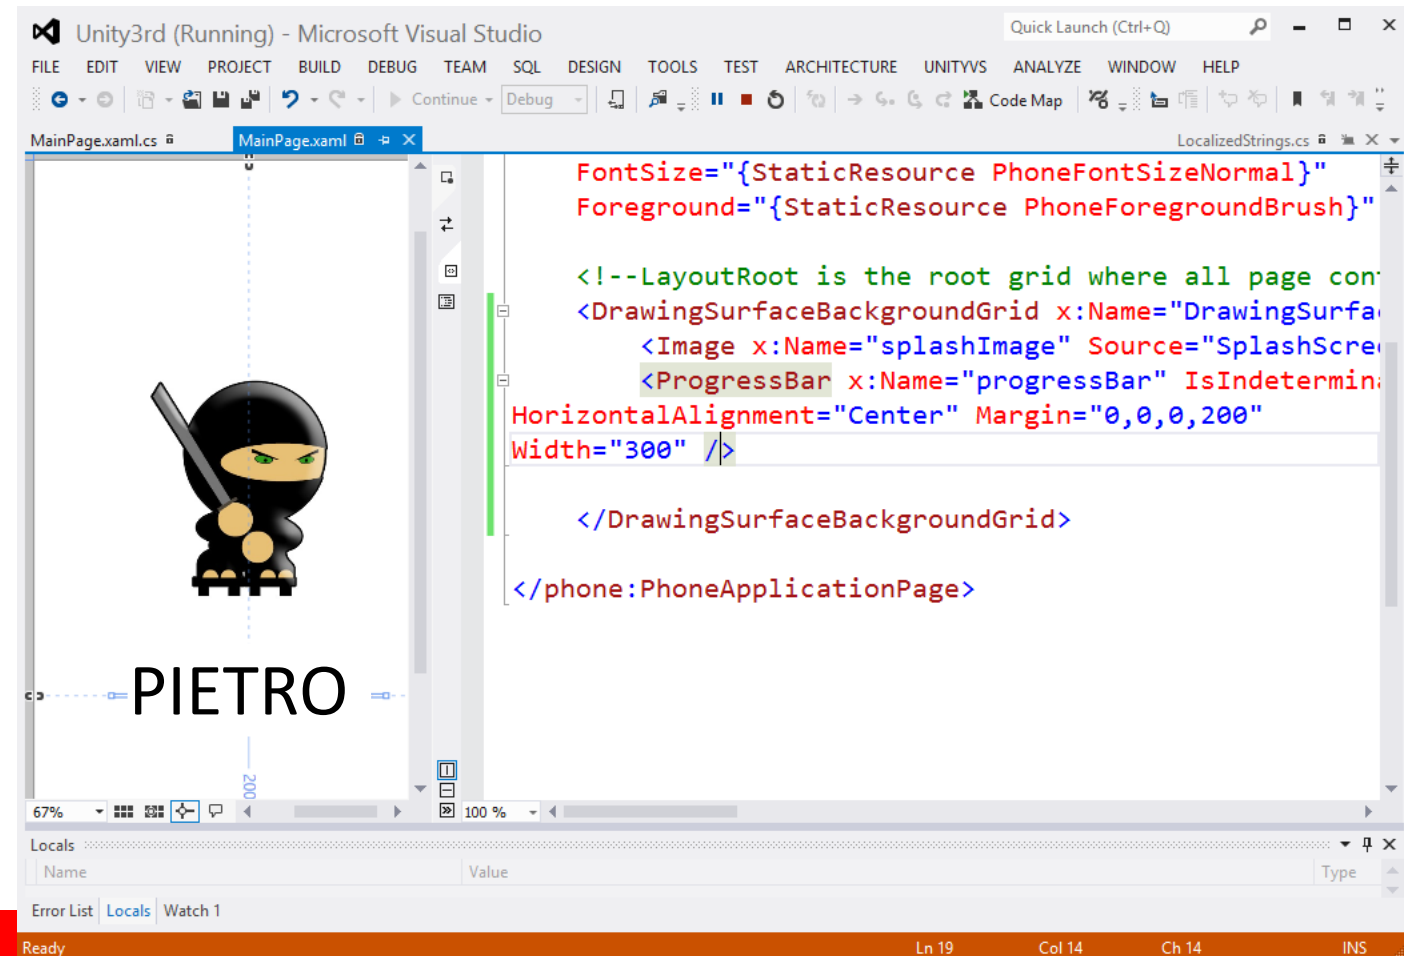 Unity3rd (Running) - Microsoft Visual Studio
Quick Launch (Ctrl+Q)
FILE EDIT VIEW PROJECT BUILD DEBUG TEAM SQL DESIGN TOOLS TEST ARCHITECTURE UNITYVS ANALYZE WINDOW HELP
Continue Debug Code Map
MainPage.xaml.cs MainPage.xaml LocalizedStrings.cs
FontSize="{StaticResource PhoneFontSizeNormal}"
Foreground="{StaticResource PhoneForegroundBrush}"
<!--LayoutRoot is the root grid where all page con
<DrawingSurfaceBackgroundGrid x:Name="DrawingSurfa
<Image x:Name="splashImage" Source="SplashScre
<ProgressBar x:Name="progressBar" IsIndetermin
HorizontalAlignment="Center" Margin="0,0,0,200"
Width="300" />
</DrawingSurfaceBackgroundGrid>
</phone:PhoneApplicationPage>
PIETRO
200
67%
100 %
Locals
Name Value Type
Error List Locals Watch 1
Ready Ln 19 Col 14 Ch 14 INS